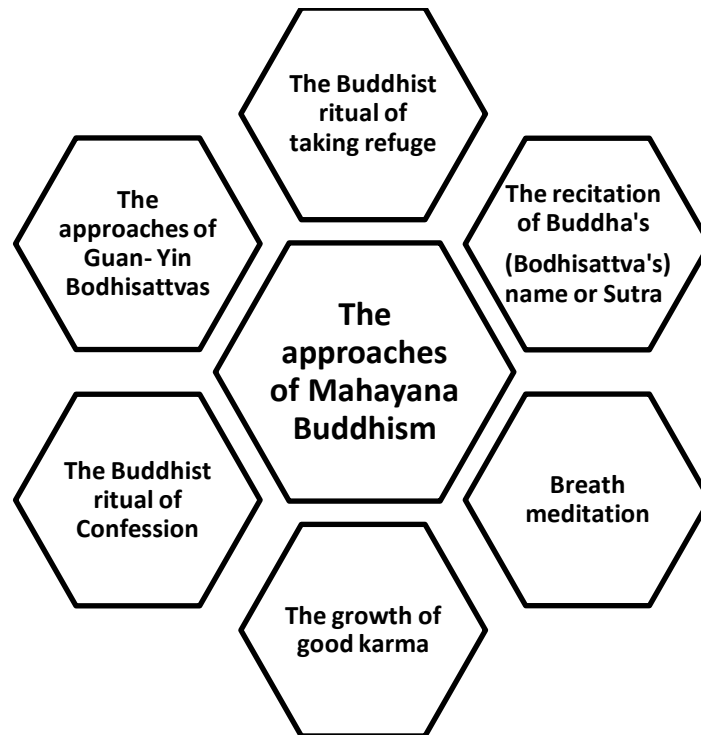 The Buddhist
ritual of
taking refuge
The
approaches of
Guan- Yin
Bodhisattvas
The recitation
of Buddha's
(Bodhisattva's)
name or Sutra
The
approaches
of Mahayana
Buddhism
The Buddhist
ritual of
Confession
Breath
meditation
The growth of
good karma